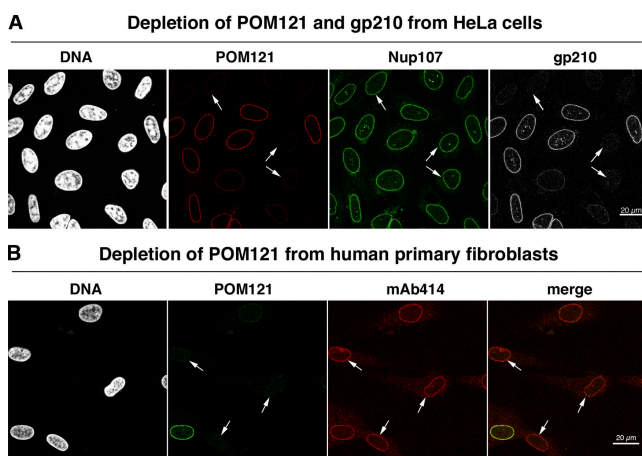 A Depletion of POM121 and gp210 from HeLa cells
DNA POM121 Nup107 gp210
20 µm
B Depletion of POM121 from human primary fibroblasts
DNA POM121 mAb414 merge
20 µm